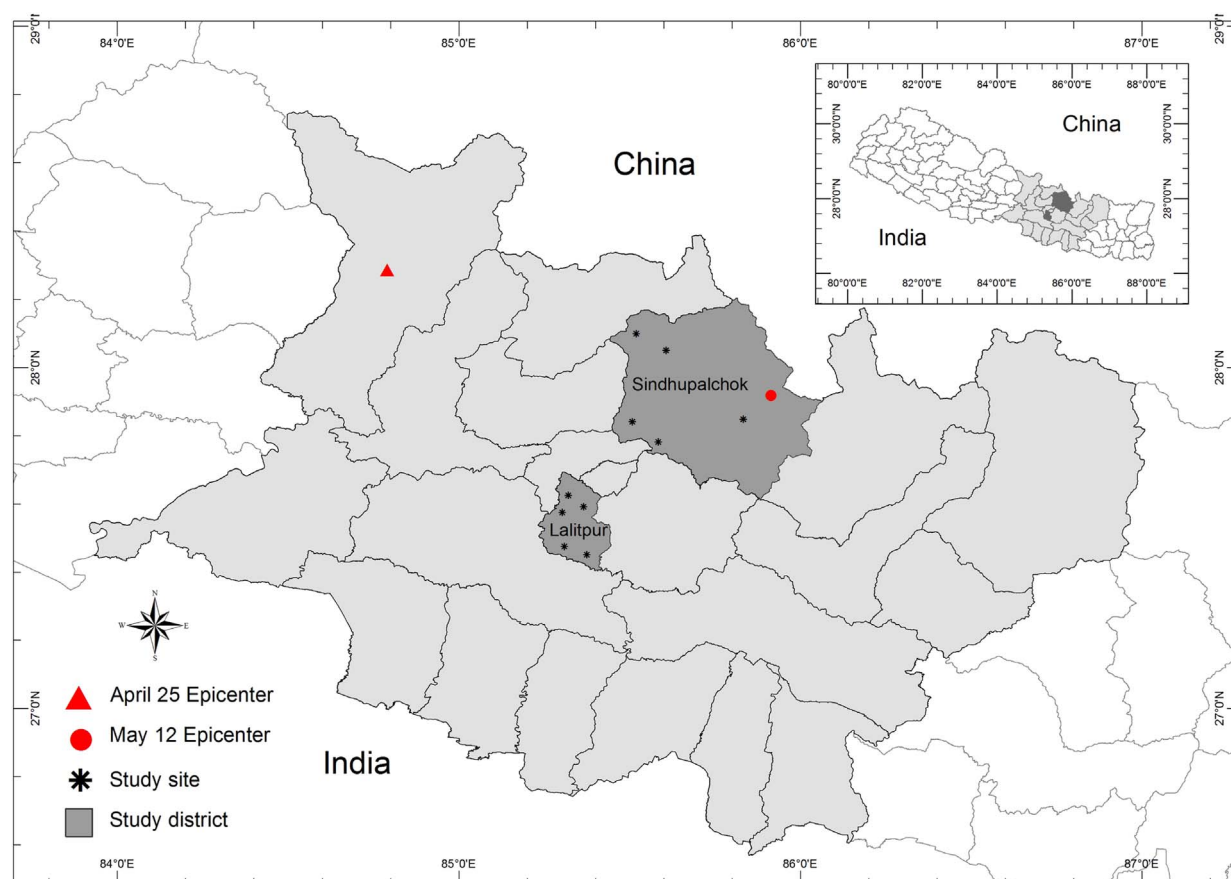 84°0'E 85°0'E 86°0'E 87°0'E
29°0'N 29°0'N
80°0'0"E 82°0'0"E 84°0'0"E 86°0'0"E 88°0'0"E
30°0'0"N China 30°0'0"N
28°0'0"N 28°0'0"N
India
80°0'0"E 82°0'0"E 84°0'0"E 86°0'0"E 88°0'0"E
China
28°0'N 28°0'N
Sindhupalchok
Lalitpur
N
W E
S
April 25 Epicenter
27°0'N 27°0'N
May 12 Epicenter
India
Study site
Study district
84°0'E 85°0'E 86°0'E 87°0'E